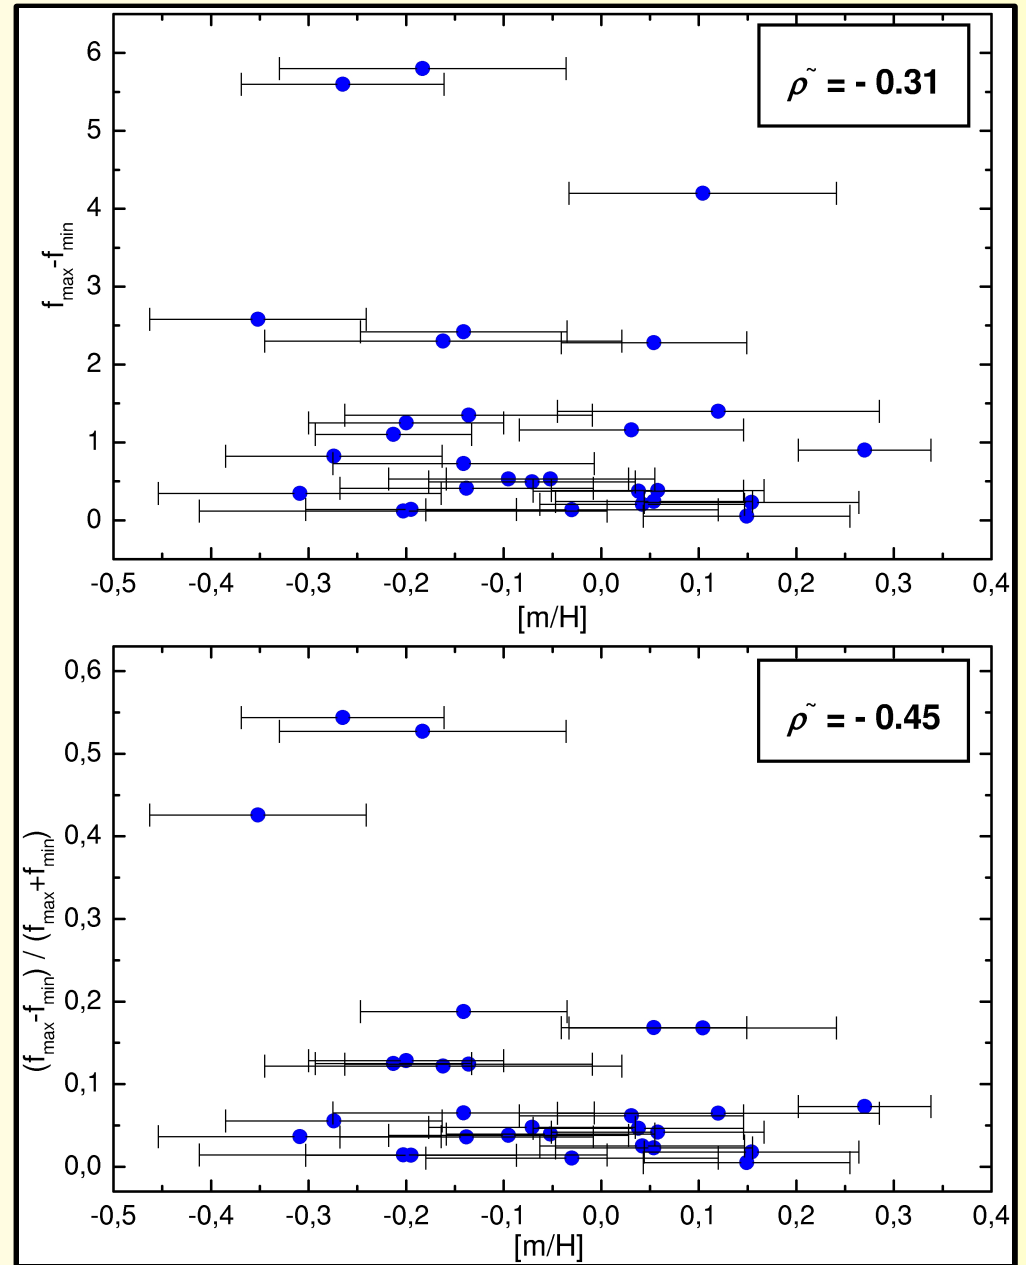 6
5
4
3
2
1
0
f_max-f_min
ρ˜ = - 0.31
-0,5 -0,4 -0,3 -0,2 -0,1 0,0 0,1 0,2 0,3 0,4
[m/H]
0,6
0,5
0,4
0,3
0,2
0,1
0,0
(f_max-f_min) / (f_max+f_min)
ρ˜ = - 0.45
-0,5 -0,4 -0,3 -0,2 -0,1 0,0 0,1 0,2 0,3 0,4
[m/H]